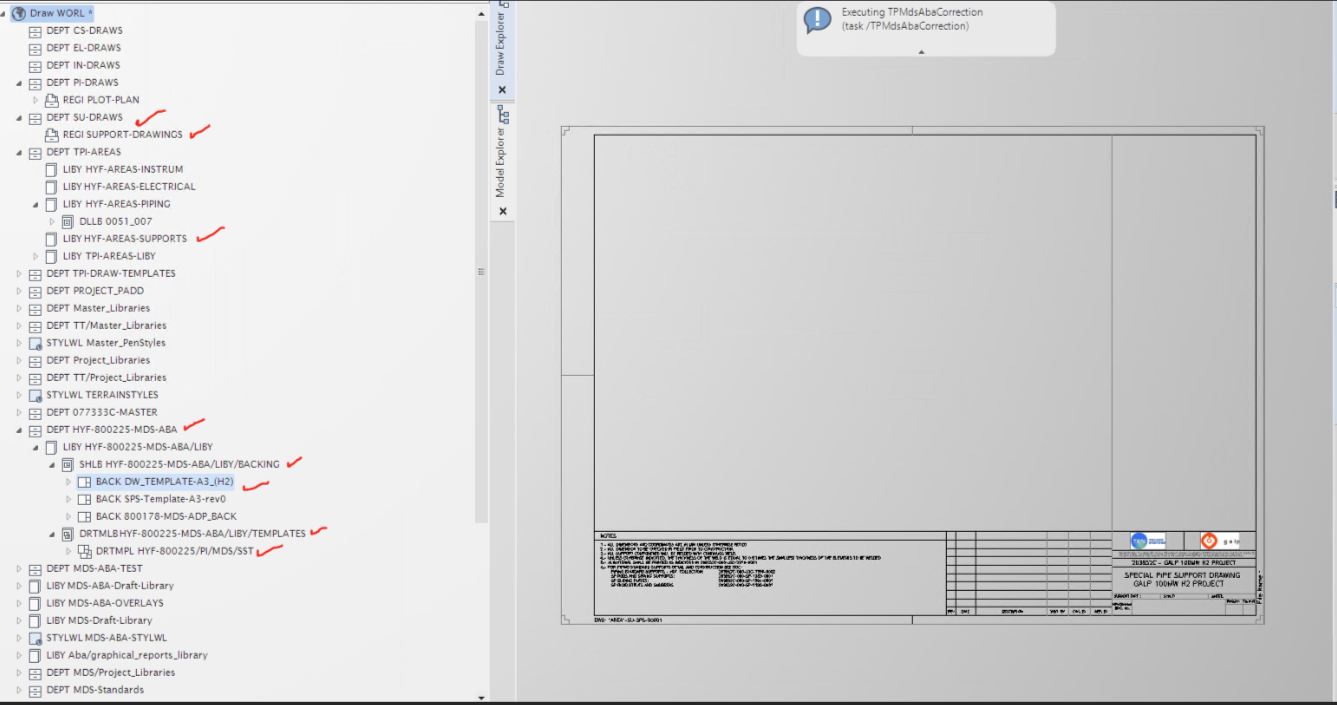 Draw WORL *
DEPT CS-DRAWS
DEPT EL-DRAWS
DEPT IN-DRAWS
DEPT PI-DRAWS
REGI PLOT-PLAN
DEPT SU-DRAWS
REGI SUPPORT-DRAWINGS
DEPT TPI-AREAS
LIBY HYF-AREAS-INSTRUM
LIBY HYF-AREAS-ELECTRICAL
LIBY HYF-AREAS-PIPING
DLLB 0051_007
LIBY HYF-AREAS-SUPPORTS
LIBY TPI-AREAS-LIBY
DEPT TPI-DRAW-TEMPLATES
DEPT PROJECT_PADD
DEPT Master_Libraries
DEPT TT/Master_Libraries
STYLWL Master_PenStyles
DEPT Project_Libraries
DEPT TT/Project_Libraries
STYLWL TERRAINSTYLES
DEPT 077333C-MASTER
DEPT HYF-800225-MDS-ABA
LIBY HYF-800225-MDS-ABA/LIBY
SHLB HYF-800225-MDS-ABA/LIBY/BACKING
BACK DW_TEMPLATE-A3_(H2)
BACK SPS-Template-A3-rev0
BACK 800178-MDS-ADP_BACK
DRTMLB HYF-800225-MDS-ABA/LIBY/TEMPLATES
DRTMPL HYF-800225/PI/MDS/SST
DEPT MDS-ABA-TEST
LIBY MDS-ABA-Draft-Library
LIBY MDS-ABA-OVERLAYS
LIBY MDS-Draft-Library
STYLWL MDS-ABA-STYLWL
LIBY Aba/graphical_reports_library
DEPT MDS/Project_Libraries
DEPT MDS-Standards
Draw Explorer
Model Explorer
Executing TPMdsAbaCorrection
(task /TPMdsAbaCorrection)
NOTES
SPECIAL PIPE SUPPORT DRAWING
GALP 100MW H2 PROJECT